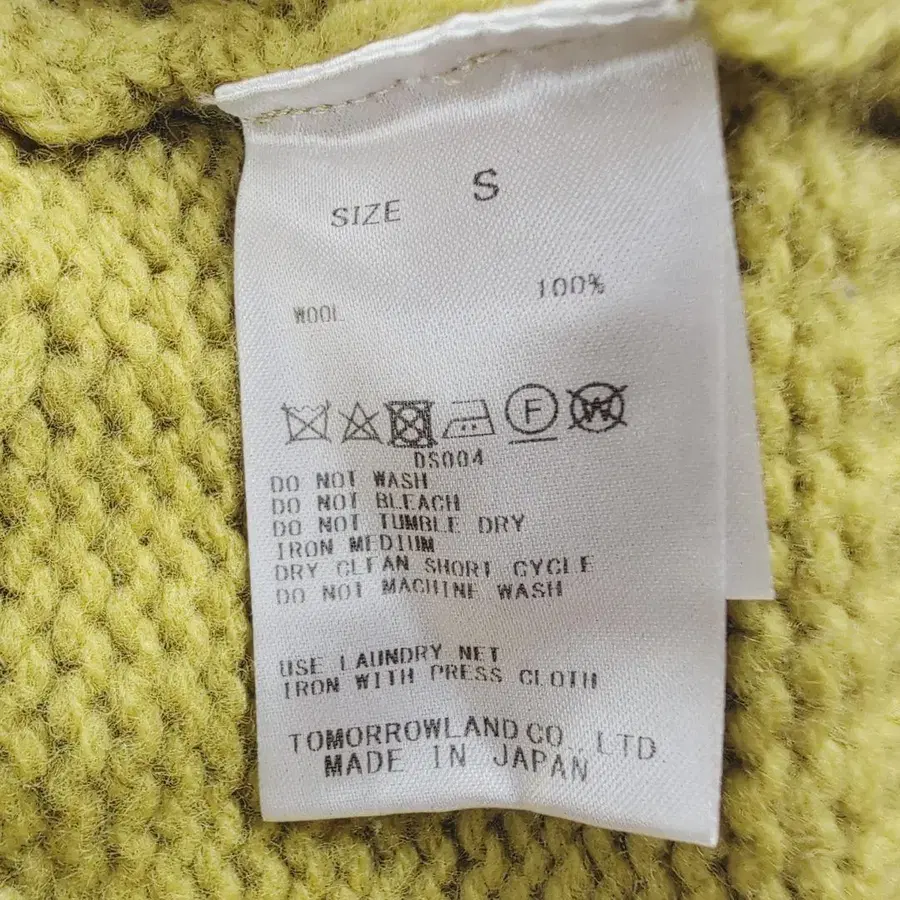 SIZE S
WOOL 100%
F W
DS004
DO NOT WASH
DO NOT BLEACH
DO NOT TUMBLE DRY
IRON MEDIUM
DRY CLEAN SHORT CYCLE
DO NOT MACHINE WASH
USE LAUNDRY NET
IRON WITH PRESS CLOTH
TOMORROWLAND CO., LTD.
MADE IN JAPAN